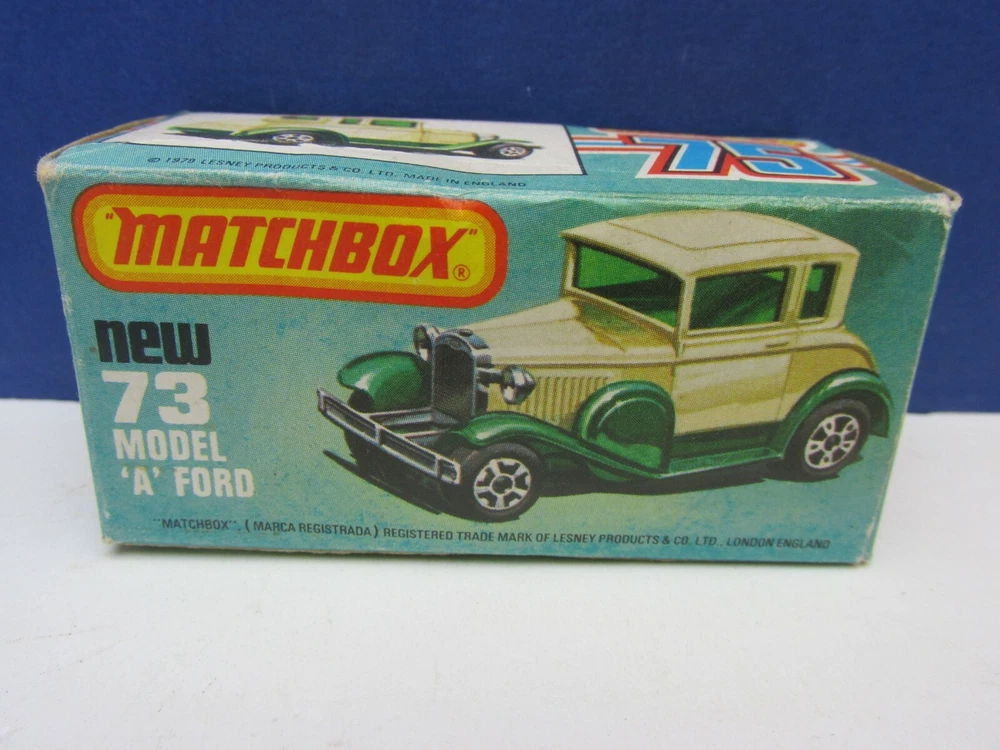 © 1979 LESNEY PRODUCTS & CO. LTD. MADE IN ENGLAND
75
"MATCHBOX"®
new
73
MODEL
'A' FORD
"MATCHBOX", (MARCA REGISTRADA) REGISTERED TRADE MARK OF LESNEY PRODUCTS & CO. LTD., LONDON ENGLAND